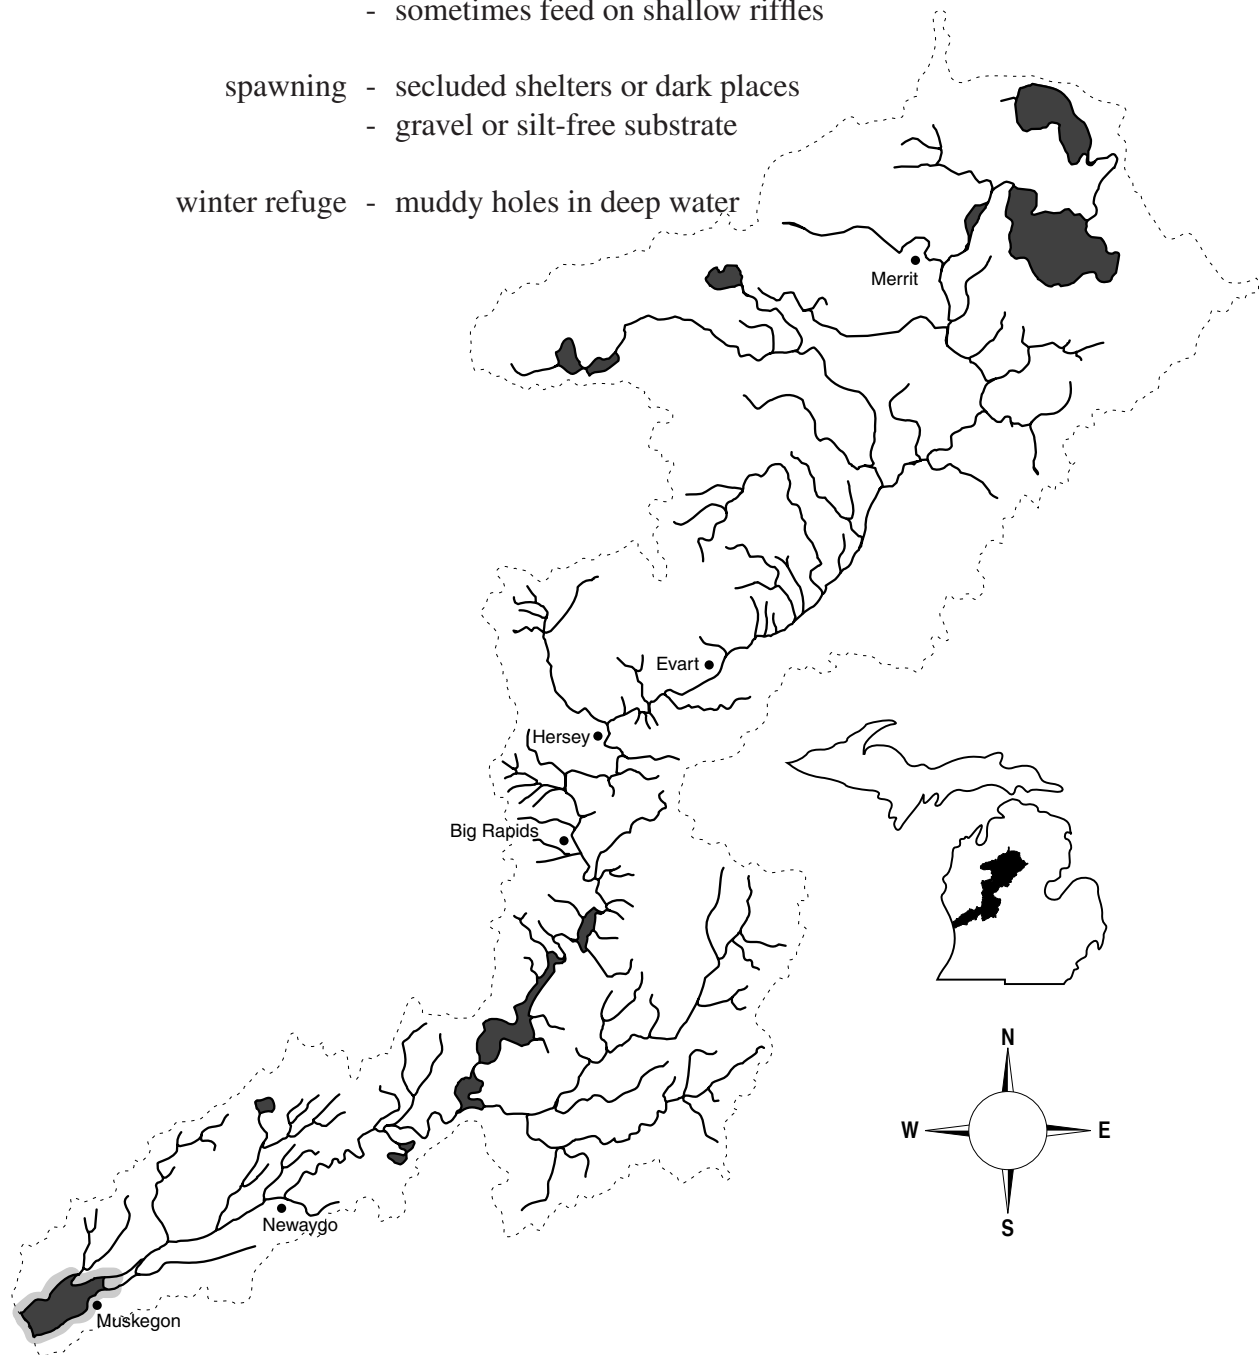 - sometimes feed on shallow riffles
spawning - secluded shelters or dark places
- gravel or silt-free substrate
winter refuge - muddy holes in deep water
Merrit
Evart
Hersey
Big Rapids
N
W E
S
Newaygo
Muskegon